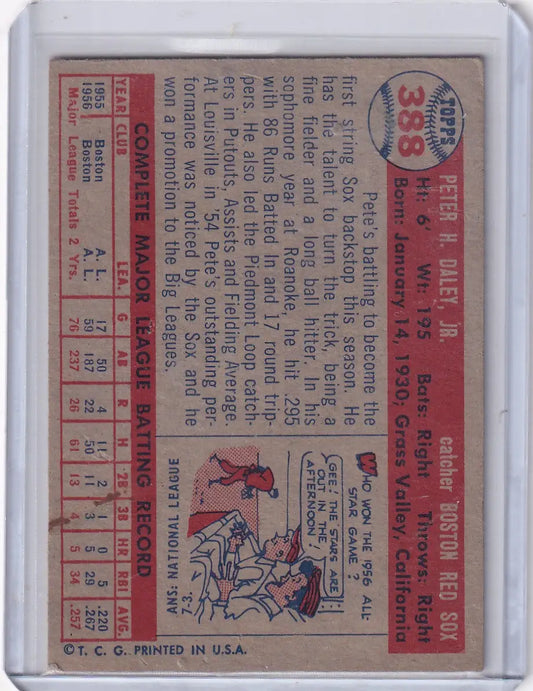 TOPPS
388
PETER H. DALEY, JR. catcher BOSTON RED SOX
Ht: 6' Wt: 195 Bats: Right Throws: Right
Born: January 14, 1930; Grass Valley, California
Pete's battling to become the
first string Sox backstop this season. He
has the talent to turn the trick, being a
fine fielder and a long ball hitter. In his
sophomore year at Roanoke, he hit .295
with 86 Runs Batted In and 17 round trip-
pers. He also led the Piedmont Loop catch-
ers in Putouts, Assists and Fielding Average.
At Louisville in '54 Pete's outstanding per-
formance was noticed by the Sox and he
won a promotion to the Big Leagues.
WHO WON THE 1956 ALL-
STAR GAME?
GEE! THE 'STARS ARE
OUT IN THE
AFTERNOON!
ANS: NATIONAL LEAGUE
7-3.
COMPLETE MAJOR LEAGUE BATTING RECORD
YEAR CLUB LEA. G AB R H 2B 3B HR RBI AVG.
1955 Boston A. L. 17 50 4 11 2 1 0 5 .220
1956 Boston A. L. 59 187 22 50 11 3 5 29 .267
Major League Totals 2 Yrs. 76 237 26 61 13 4 5 34 .257
© T. C. G. PRINTED IN U.S.A.